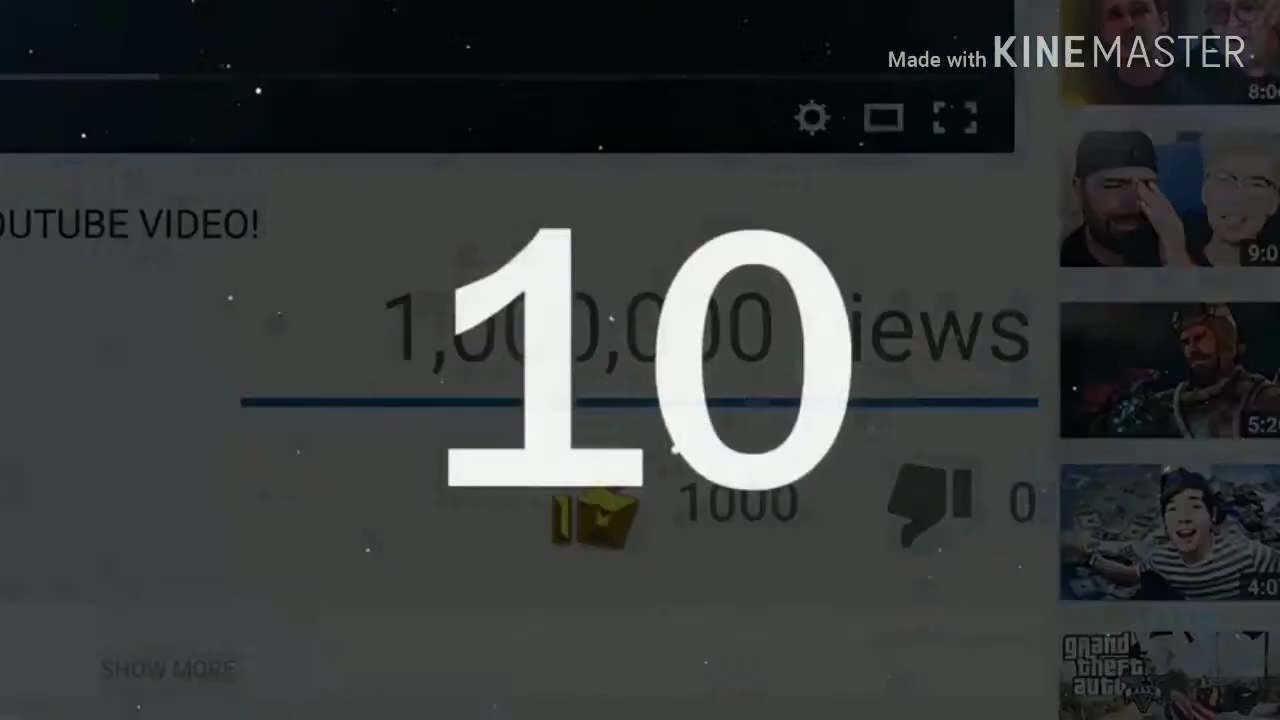 Made with KINEMASTER
8:0
OUTUBE VIDEO!
9:0
10
1,000,000 views
5:2
1000
0
4:0
SHOW MORE
grand
theft
auto